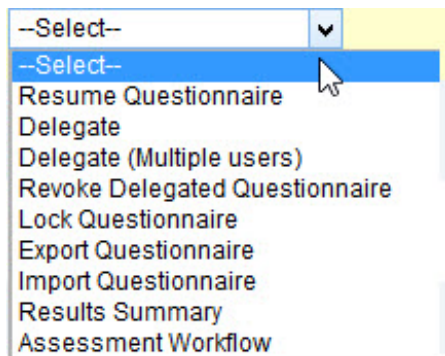 --Select--
--Select--
Resume Questionnaire
Delegate
Delegate (Multiple users)
Revoke Delegated Questionnaire
Lock Questionnaire
Export Questionnaire
Import Questionnaire
Results Summary
Assessment Workflow